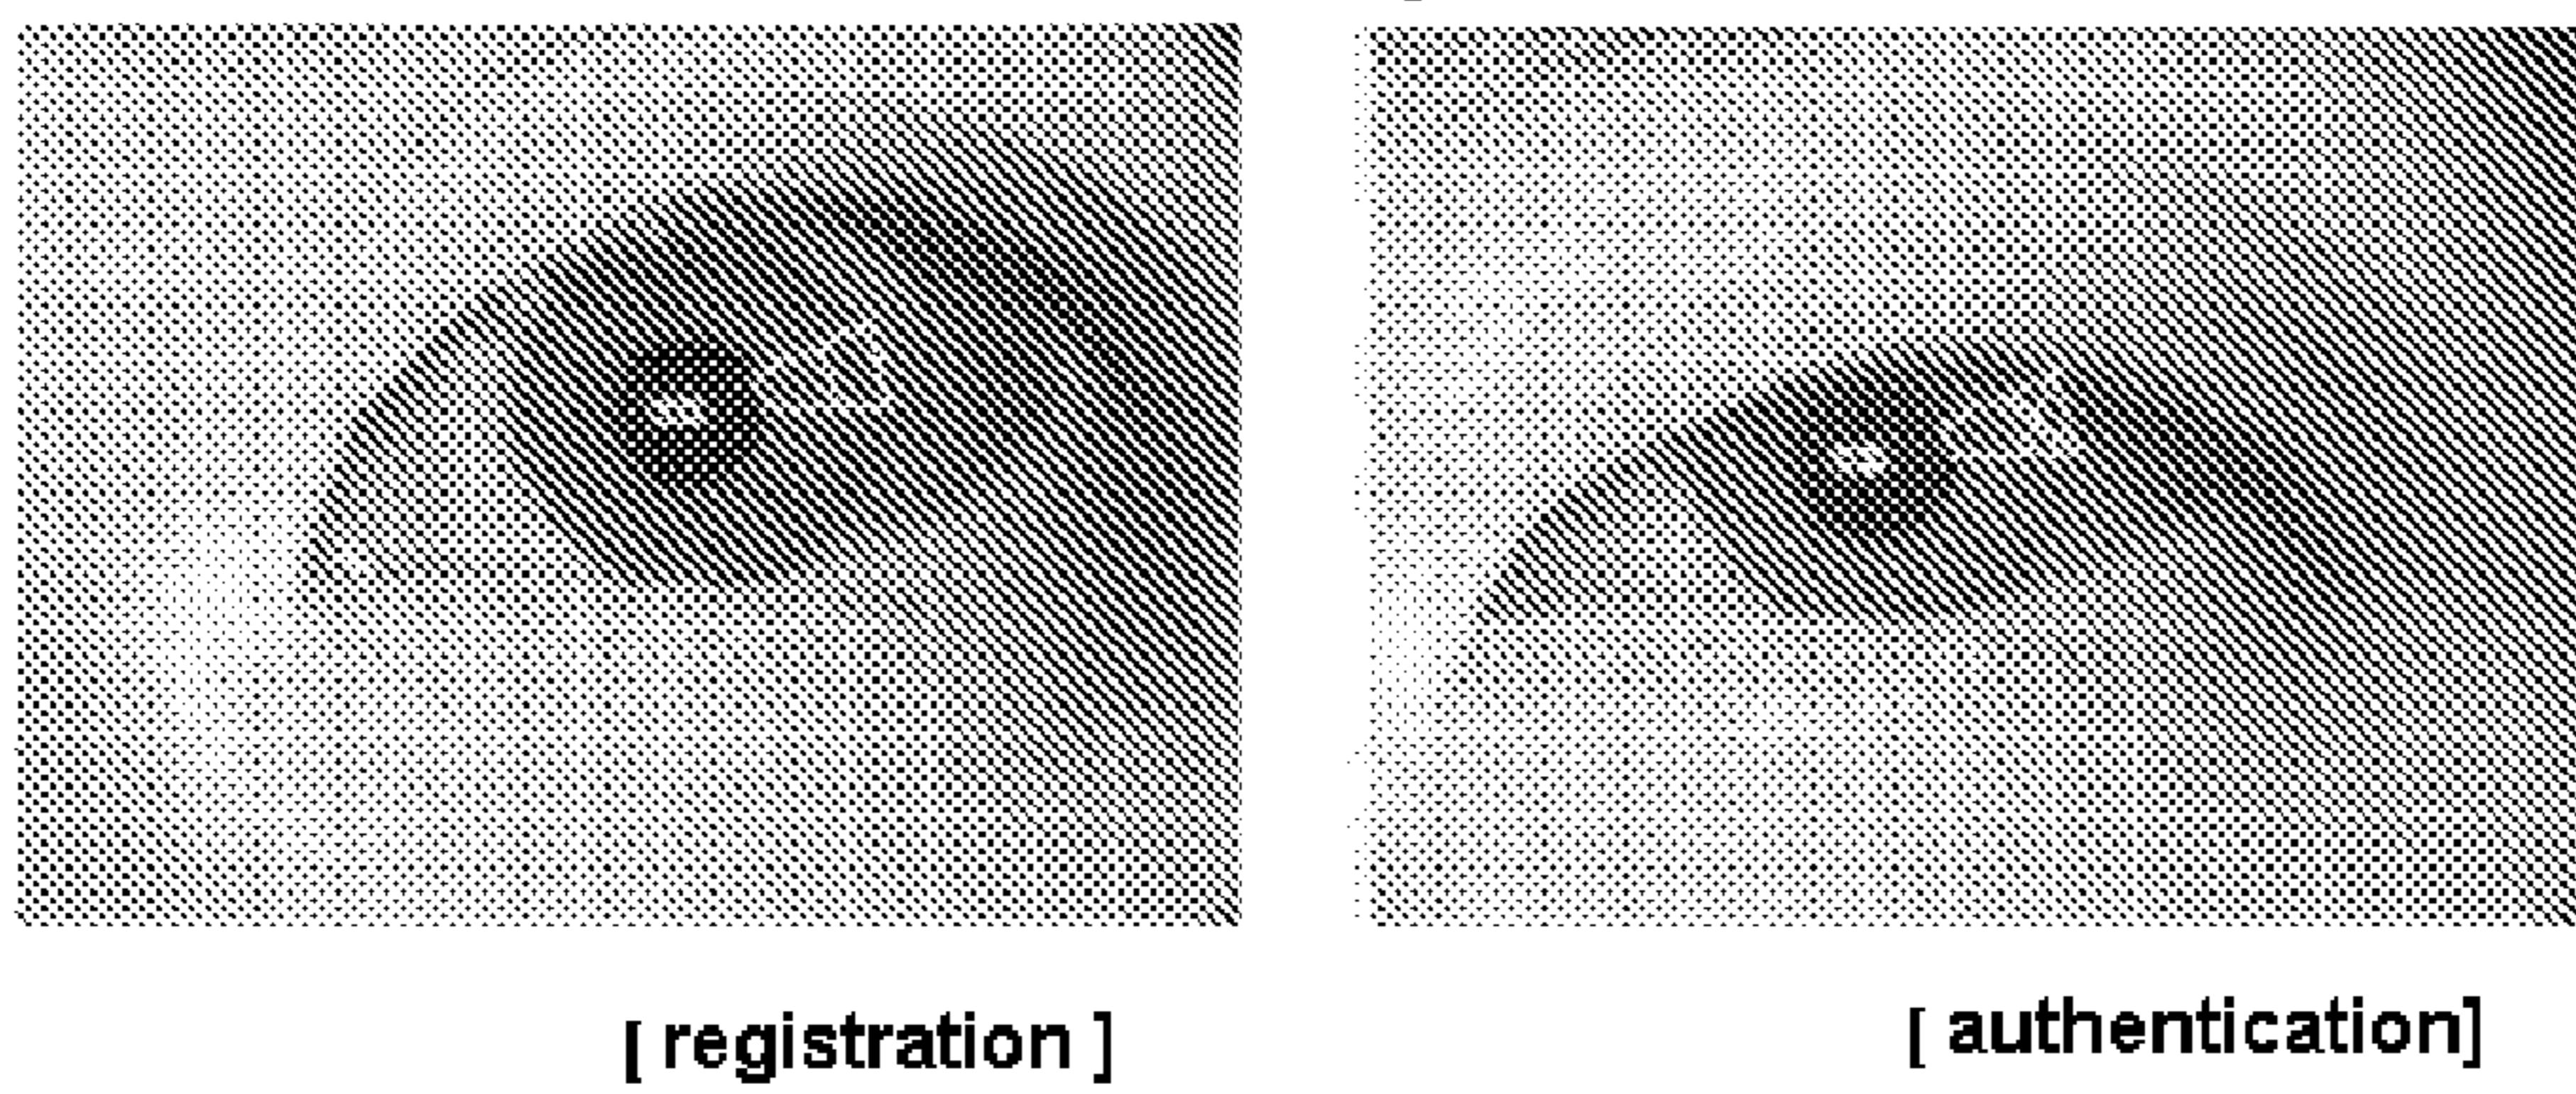 [ registration ]
[ authentication]